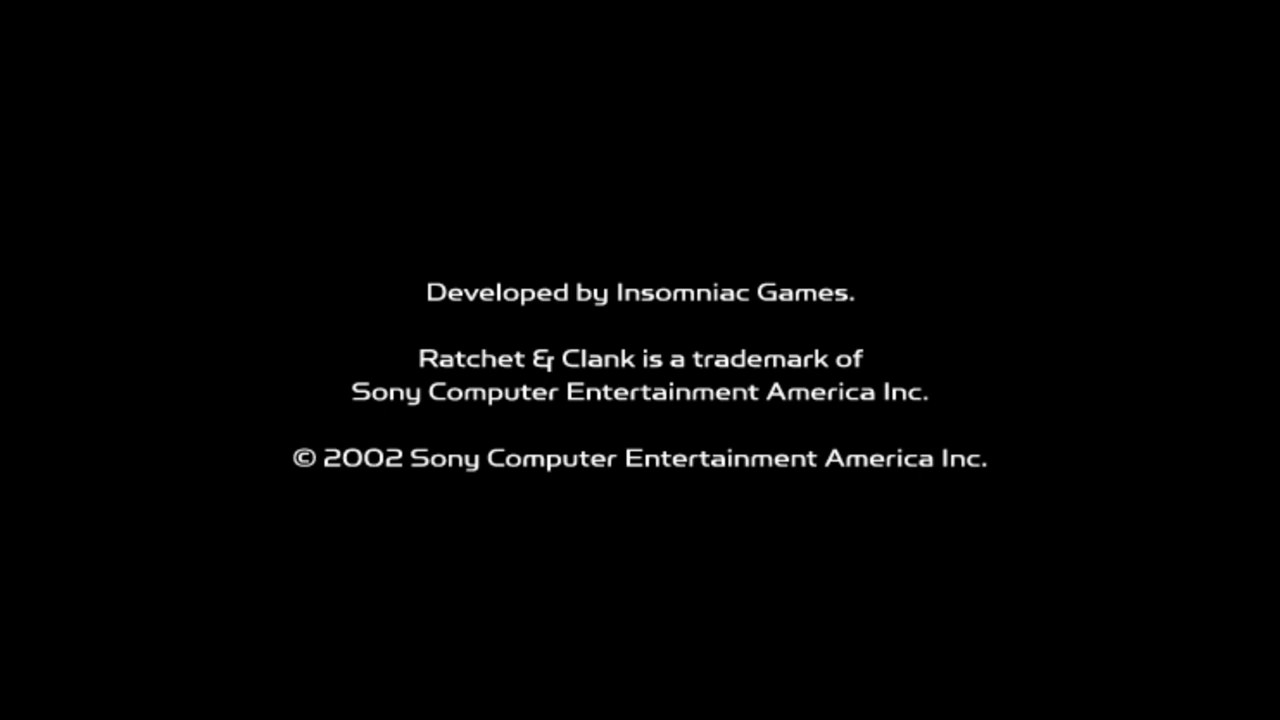 Developed by Insomniac Games.
Ratchet & Clank is a trademark of
Sony Computer Entertainment America Inc.
© 2002 Sony Computer Entertainment America Inc.